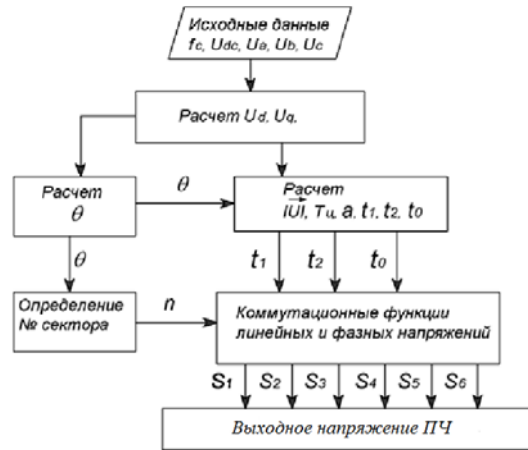 Исходные данные
fc, Udc, Ua, Ub, Uc
Расчет Ud, Uq,
Расчет
θ
θ
Расчет
|U|, Tц, a, t1, t2, t0
θ
t1
t2
t0
Определение
№ сектора
n
Коммутационные функции
линейных и фазных напряжений
S1
S2
S3
S4
S5
S6
Выходное напряжение ПЧ